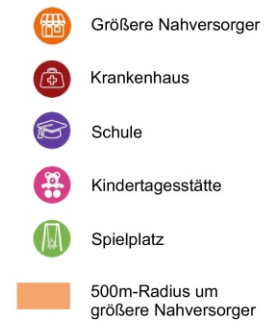 Größere Nahversorger
Krankenhaus
Schule
Kindertagesstätte
Spielplatz
500m-Radius um
größere Nahversorger